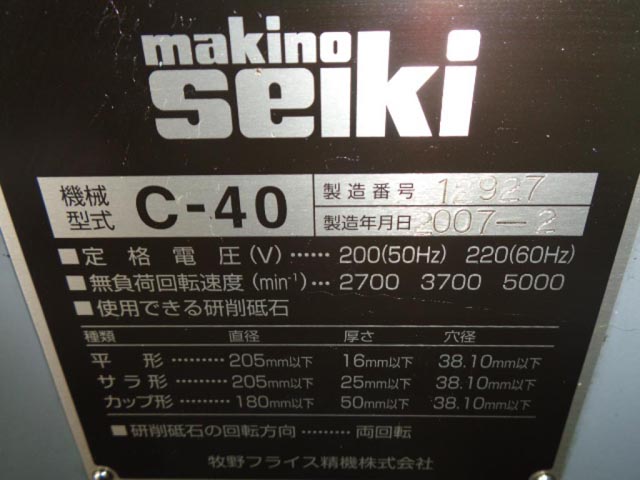 makino
seiki
機械型式 C-40 製造番号 12927
製造年月日 2007-2
■定格電圧(V)……200(50Hz) 220(60Hz)
■無負荷回転速度(min⁻¹)…2700 3700 5000
■使用できる研削砥石
種類 直径 厚さ 穴径
平形………205mm以下 16mm以下 38.10mm以下
サラ形………205mm以下 25mm以下 38.10mm以下
カップ形………180mm以下 50mm以下 38.10mm以下
■研削砥石の回転方向………両回転
牧野フライス精機株式会社